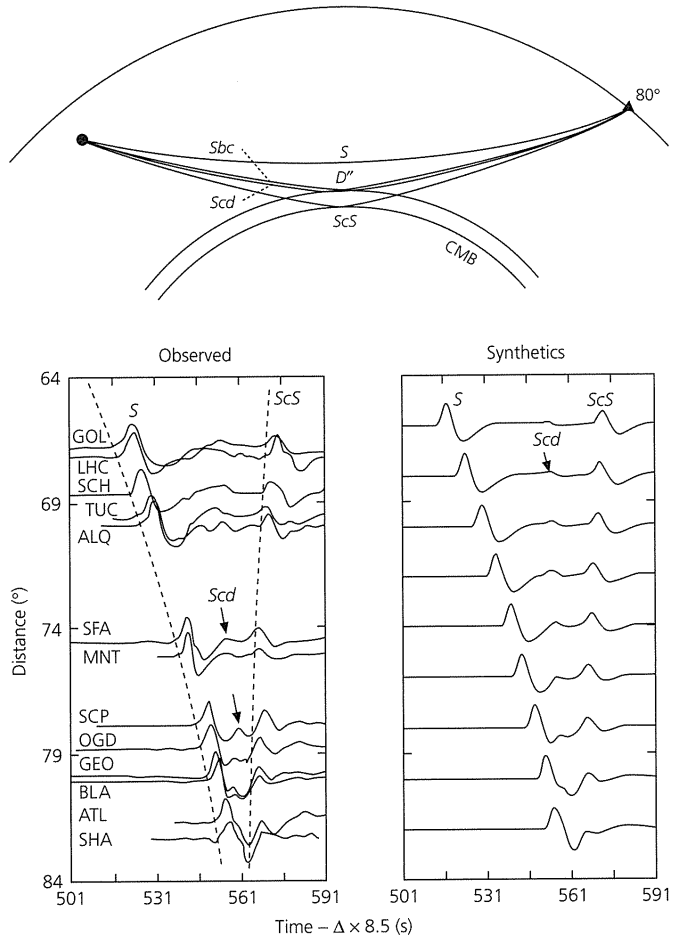 80°
Sbc
S
D″
Scd
ScS
CMB
Observed
Synthetics
64
69
74
79
84
Distance (°)
S
ScS
GOL
LHC
SCH
TUC
ALQ
Scd
SFA
MNT
SCP
OGD
GEO
BLA
ATL
SHA
501
531
561
591
S
ScS
Scd
501
531
561
591
Time – Δ × 8.5 (s)